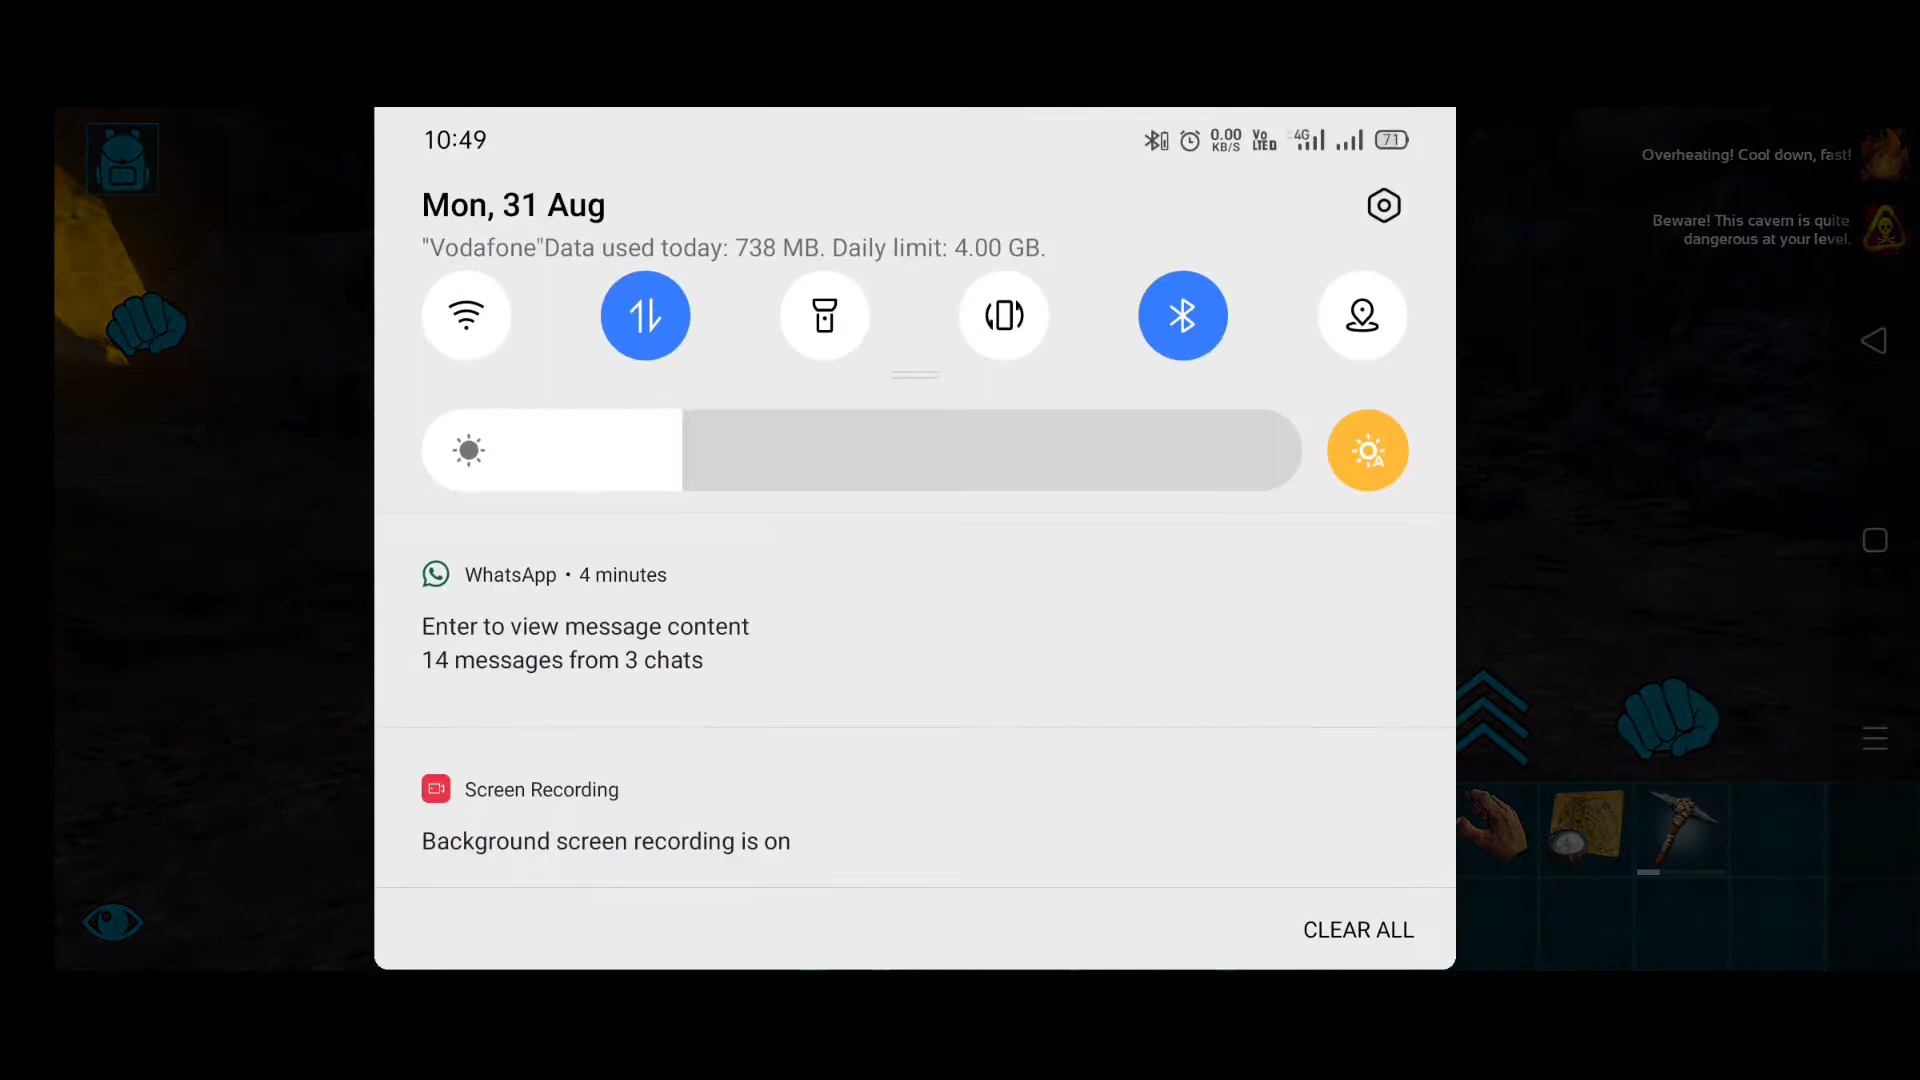 10:49
0.00
KB/S
Vo
LTE
4G
71
Mon, 31 Aug
"Vodafone"Data used today: 738 MB. Daily limit: 4.00 GB.
A
WhatsApp • 4 minutes
Enter to view message content
14 messages from 3 chats
Screen Recording
Background screen recording is on
CLEAR ALL
Overheating! Cool down, fast!
Beware! This cavern is quite
dangerous at your level.